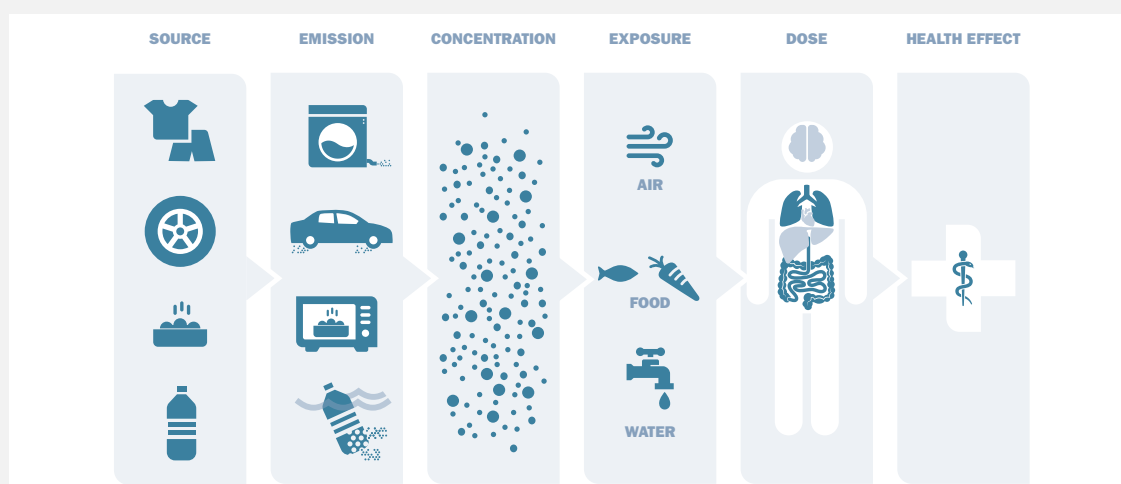 SOURCE
EMISSION
CONCENTRATION
EXPOSURE
DOSE
HEALTH EFFECT
AIR
FOOD
WATER